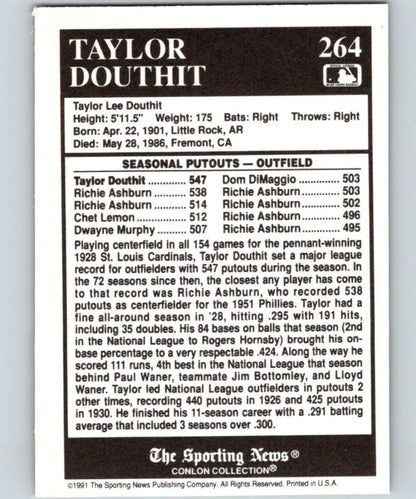 TAYLOR
DOUTHIT
264
Taylor Lee Douthit
Height: 5'11.5" Weight: 175 Bats: Right Throws: Right
Born: Apr. 22, 1901, Little Rock, AR
Died: May 28, 1986, Fremont, CA
SEASONAL PUTOUTS — OUTFIELD
Taylor Douthit ............ 547 Dom DiMaggio ............ 503
Richie Ashburn ........... 538 Richie Ashburn ........... 503
Richie Ashburn ........... 514 Richie Ashburn ........... 502
Chet Lemon ................ 512 Richie Ashburn ........... 496
Dwayne Murphy ......... 507 Richie Ashburn ........... 495
Playing centerfield in all 154 games for the pennant-winning
1928 St. Louis Cardinals, Taylor Douthit set a major league
record for outfielders with 547 putouts during the season. In
the 72 seasons since then, the closest any player has come
to that record was Richie Ashburn, who recorded 538
putouts as centerfielder for the 1951 Phillies. Taylor had a
fine all-around season in '28, hitting .295 with 191 hits,
including 35 doubles. His 84 bases on balls that season (2nd
in the National League to Rogers Hornsby) brought his on-
base percentage to a very respectable .424. Along the way he
scored 111 runs, 4th best in the National League that season
behind Paul Waner, teammate Jim Bottomley, and Lloyd
Waner. Taylor led National League outfielders in putouts 2
other times, recording 440 putouts in 1926 and 425 putouts
in 1930. He finished his 11-season career with a .291 batting
average that included 3 seasons over .300.
The Sporting News®
CONLON COLLECTION®
©1991 The Sporting News Publishing Company. All Rights Reserved. Printed in U.S.A.